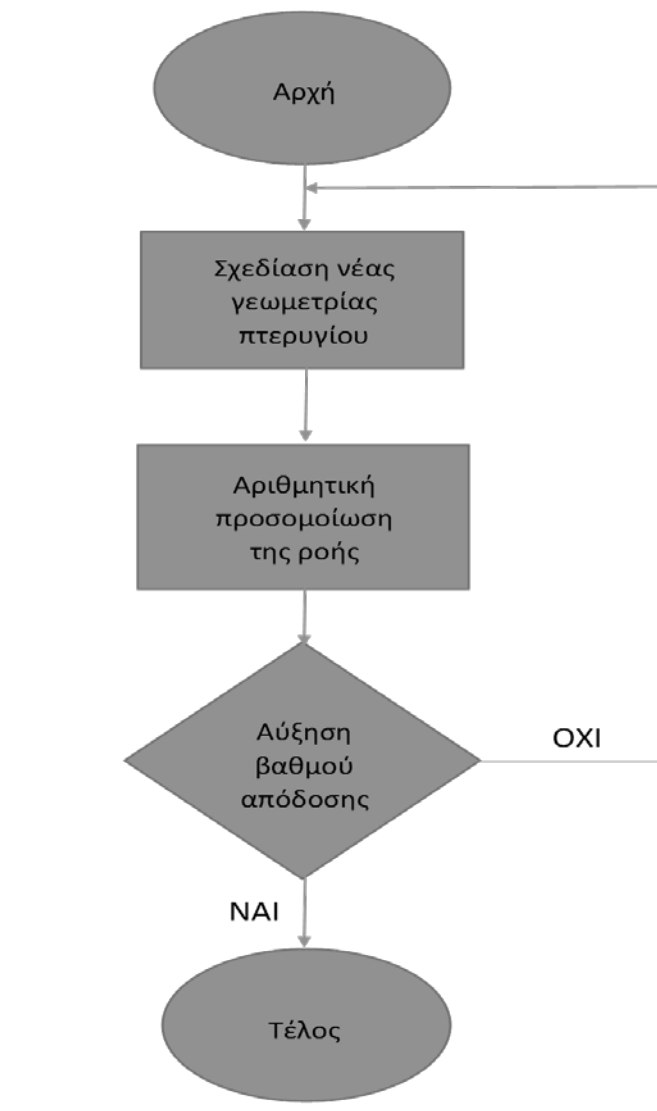 Αρχή
Σχεδίαση νέας
γεωμετρίας
πτερυγίου
Αριθμητική
προσομοίωση
της ροής
Αύξηση
βαθμού
απόδοσης
ΟΧΙ
ΝΑΙ
Τέλος